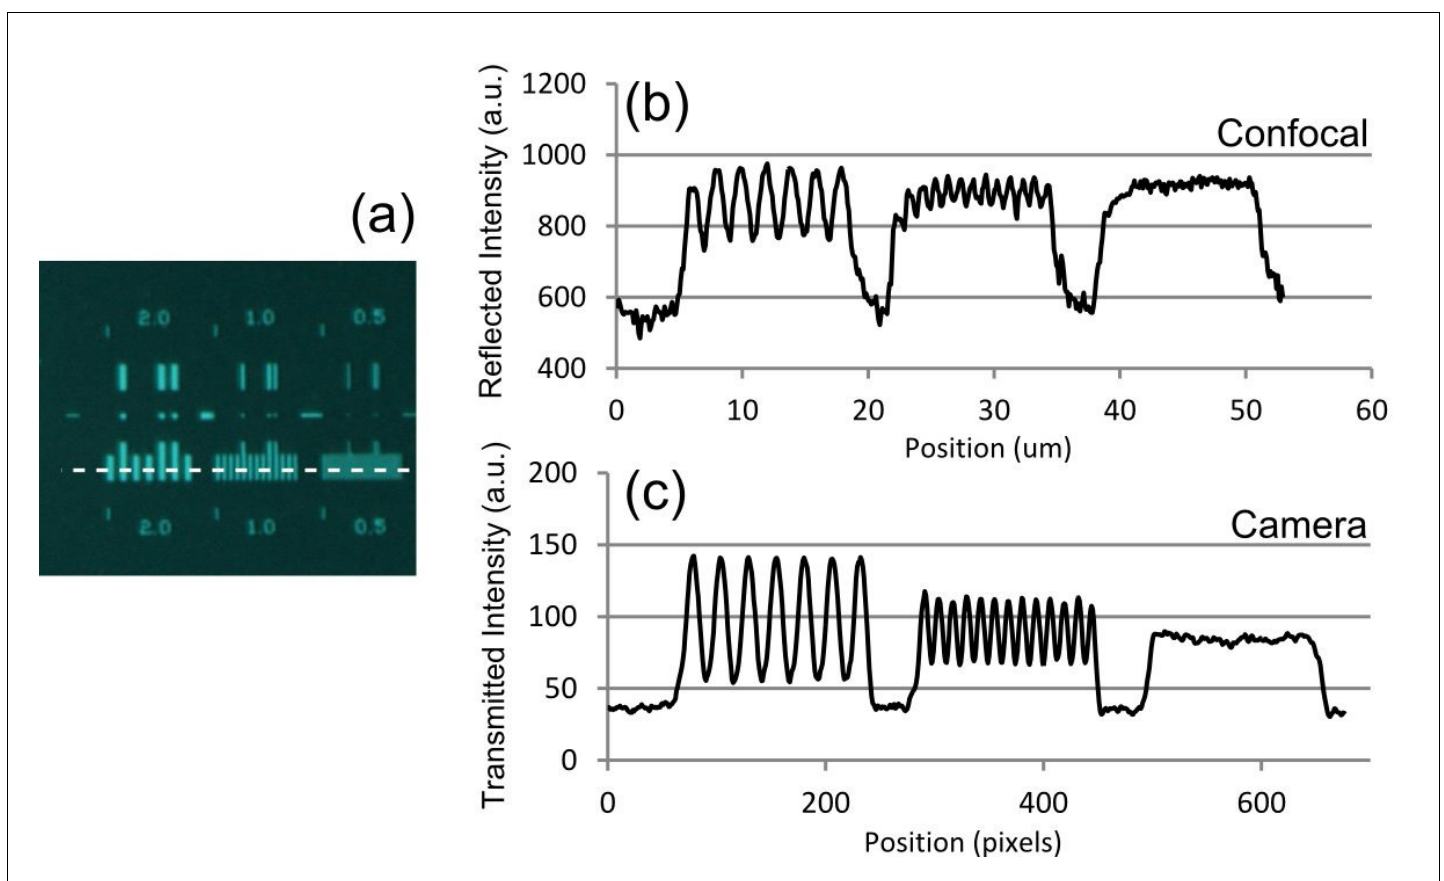 (a)
2.0 1.0 0.5
2.0 1.0 0.5
(b)
Confocal
Reflected Intensity (a.u.)
1200
1000
800
600
400
0 10 20 30 40 50 60
Position (um)
(c)
Camera
Transmitted Intensity (a.u.)
200
150
100
50
0
0 200 400 600
Position (pixels)